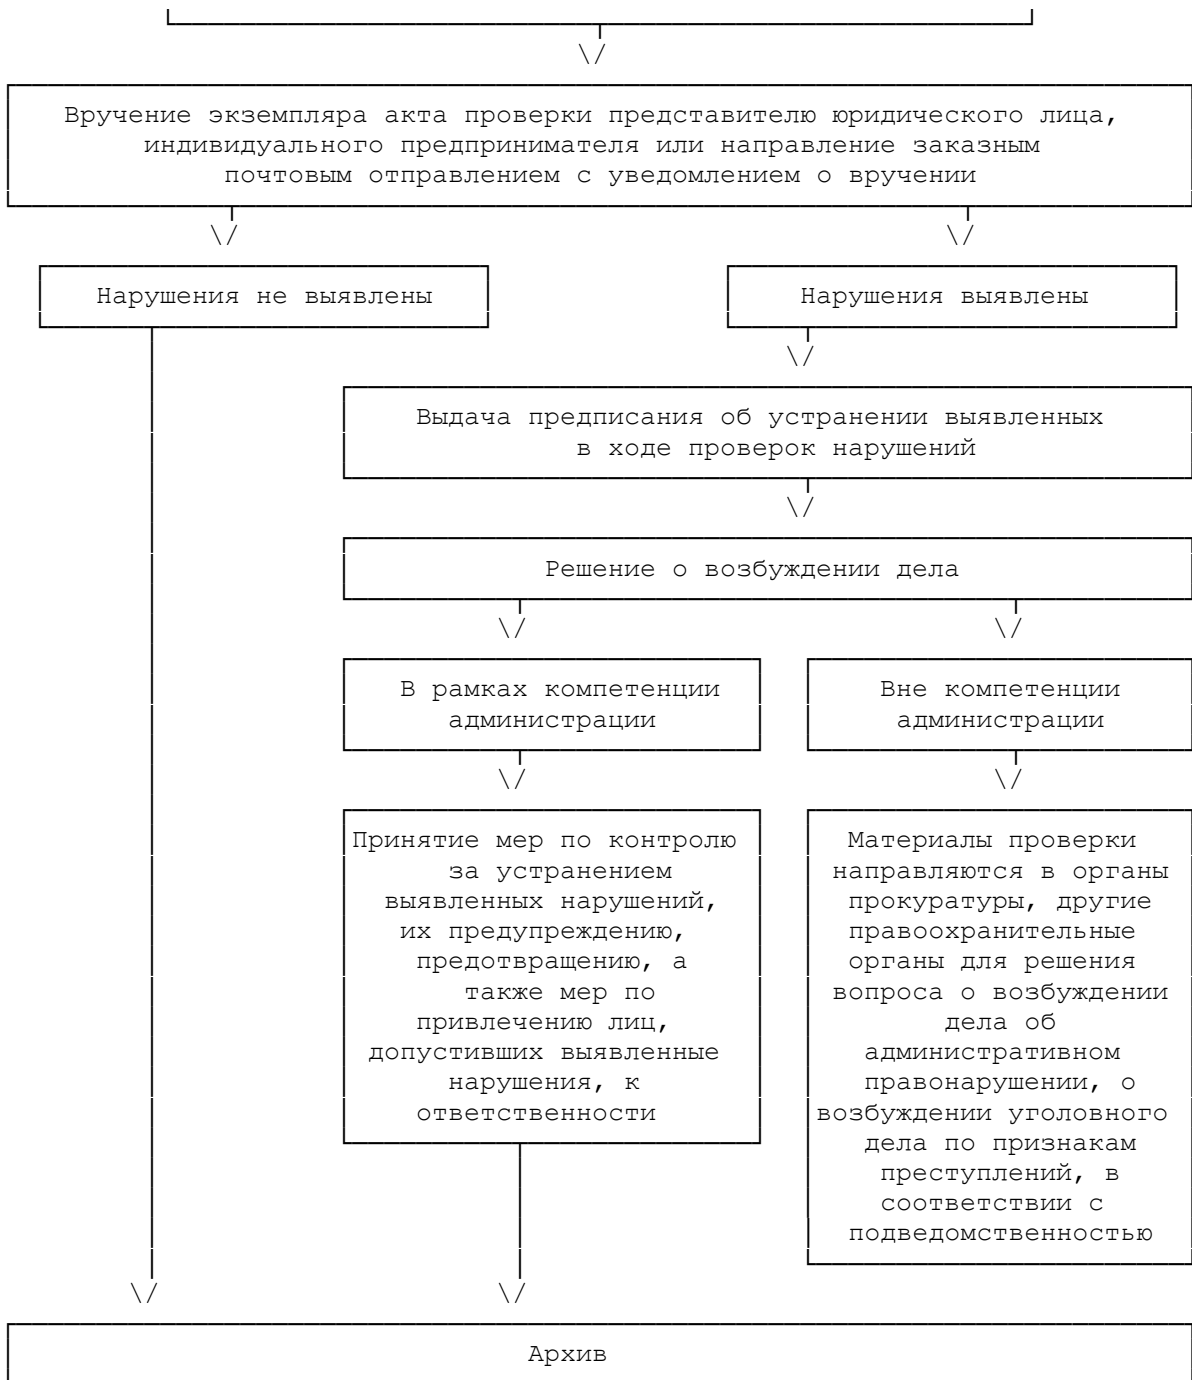 Вручение экземпляра акта проверки представителю юридического лица,
индивидуального предпринимателя или направление заказным
почтовым отправлением с уведомлением о вручении
Нарушения не выявлены
Нарушения выявлены
Выдача предписания об устранении выявленных
в ходе проверок нарушений
Решение о возбуждении дела
В рамках компетенции
администрации
Вне компетенции
администрации
Принятие мер по контролю
за устранением
выявленных нарушений,
их предупреждению,
предотвращению, а
также мер по
привлечению лиц,
допустивших выявленные
нарушения, к
ответственности
Материалы проверки
направляются в органы
прокуратуры, другие
правоохранительные
органы для решения
вопроса о возбуждении
дела об
административном
правонарушении, о
возбуждении уголовного
дела по признакам
преступлений, в
соответствии с
подведомственностью
Архив